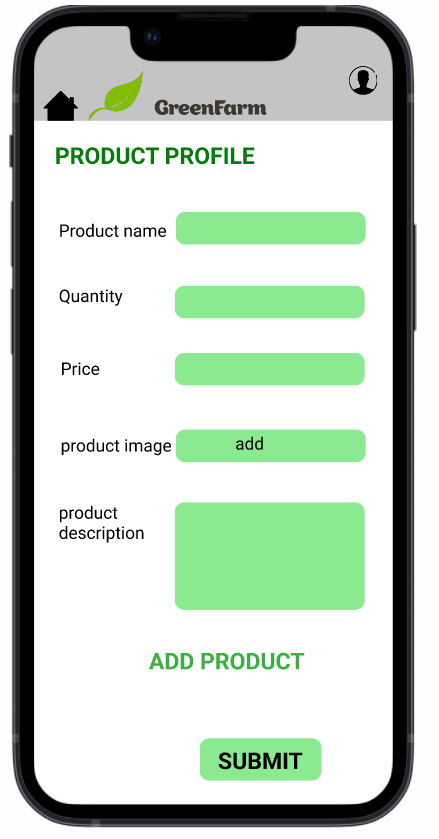 GreenFarm
PRODUCT PROFILE
Product name
Quantity
Price
product image add
product
description
ADD PRODUCT
SUBMIT